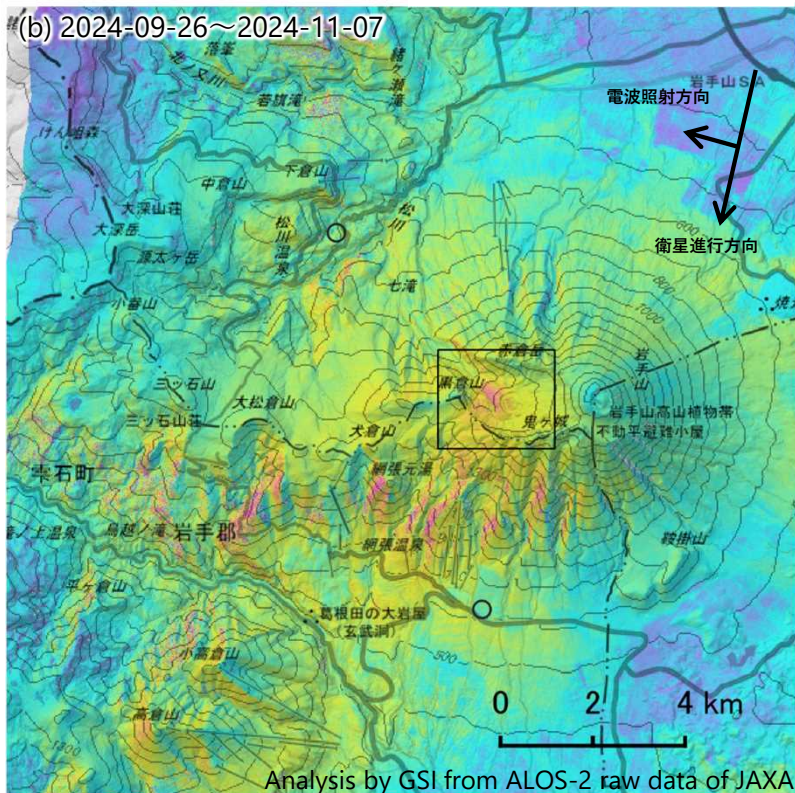 (b) 2024-09-26～2024-11-07
落峯
北ノ又川
緒ヶ瀬滝
若旗滝
岩手山SA
電波照射方向
けん岨森
下倉山
中倉山
大深山荘
大深岳
松川温泉
松川
衛星進行方向
600
源太ヶ岳
七滝
800
1000
小畚山
赤倉岳
岩手山
三ッ石山
黒倉山
大松倉山
三ッ石山荘
犬倉山
鬼ヶ城
岩手山高山植物帯
不動平避難小屋
網張元湯
雫石町
鳥越ノ滝
岩手郡
網張温泉
鞍掛山
平ヶ倉山
葛根田の大岩屋
(玄武洞)
小高倉山
500
高倉山
0 2 4 km
Analysis by GSI from ALOS-2 raw data of JAXA